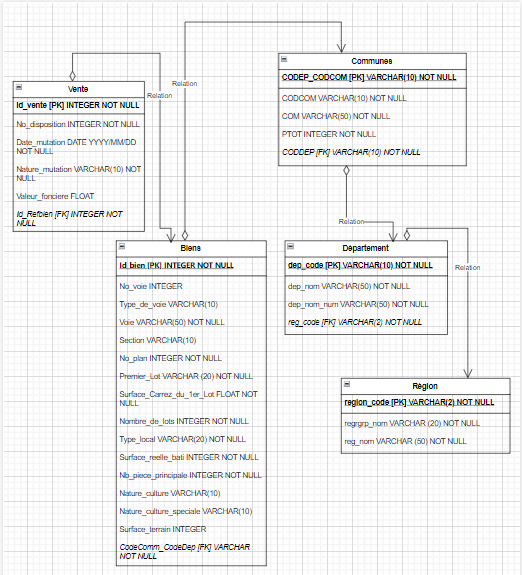 Vente
Id_vente [PK] INTEGER NOT NULL
No_disposition INTEGER NOT NULL
Date_mutation DATE YYYY/MM/DD
NOT NULL
Nature_mutation VARCHAR(10) NOT
NULL
Valeur_fonciere FLOAT
Id_Refbien [FK] INTEGER NOT
NULL
Relation
Relation
Communes
CODEP_CODCOM [PK] VARCHAR(10) NOT NULL
CODCOM VARCHAR(10) NOT NULL
COM VARCHAR(50) NOT NULL
PTOT INTEGER NOT NULL
CODDEP [FK] VARCHAR(10) NOT NULL
Relation
Biens
Id_bien [PK] INTEGER NOT NULL
No_voie INTEGER
Type_de_voie VARCHAR(10)
Voie VARCHAR(50) NOT NULL
Section VARCHAR(10)
No_plan INTEGER NOT NULL
Premier_Lot VARCHAR (20) NOT NULL
Surface_Carrez_du_1er_Lot FLOAT NOT
NULL
Nombre_de_lots INTEGER NOT NULL
Type_local VARCHAR(20) NOT NULL
Surface_reelle_bati INTEGER NOT NULL
Nb_piece_principale INTEGER NOT NULL
Nature_culture VARCHAR(10)
Nature_culture_speciale VARCHAR(10)
Surface_terrain INTEGER
CodeComm_CodeDep [FK] VARCHAR
NOT NULL
Département
dep_code [PK] VARCHAR(10) NOT NULL
dep_nom VARCHAR(50) NOT NULL
dep_nom_num VARCHAR(50) NOT NULL
reg_code [FK] VARCHAR(2) NOT NULL
Relation
Région
region_code [PK] VARCHAR(2) NOT NULL
regrgrp_nom VARCHAR (20) NOT NULL
reg_nom VARCHAR (50) NOT NULL